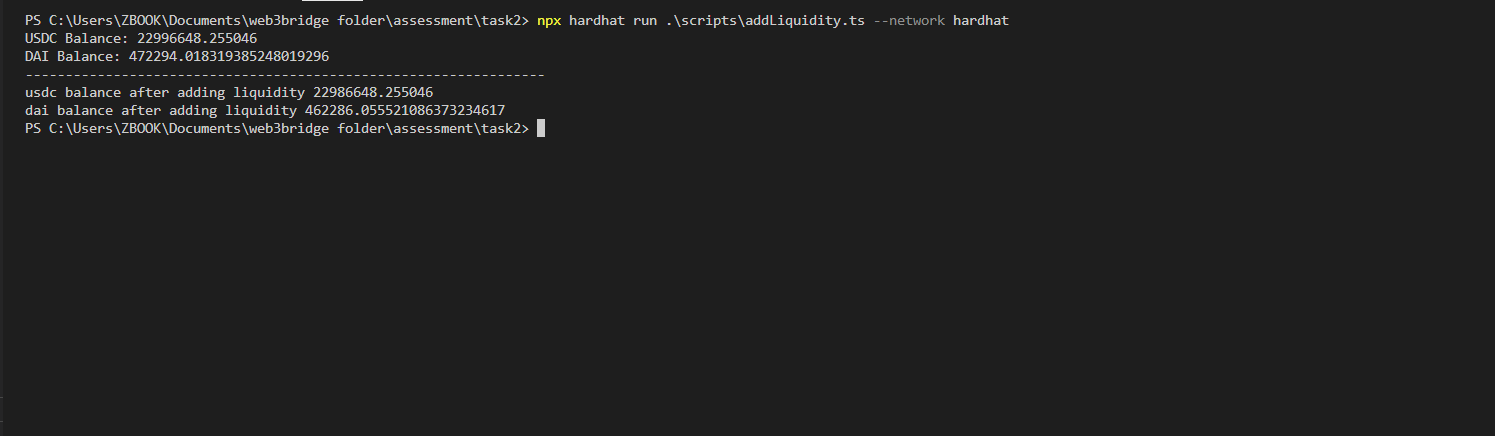 PS C:\Users\ZBOOK\Documents\web3bridge folder\assessment\task2> npx hardhat run .\scripts\addLiquidity.ts --network hardhat
USDC Balance: 22996648.255046
DAI Balance: 472294.018319385248019296
-----------------------------------------------------------------
usdc balance after adding liquidity 22986648.255046
dai balance after adding liquidity 462286.055521086373234617
PS C:\Users\ZBOOK\Documents\web3bridge folder\assessment\task2>